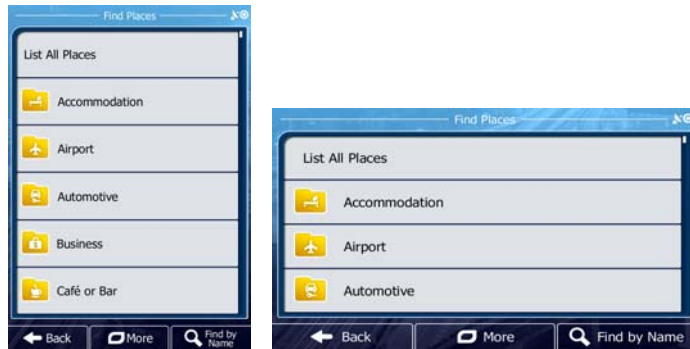 Find Places
List All Places
Accommodation
Airport
Automotive
Business
Café or Bar
Back
More
Find by
Name
Find Places
List All Places
Accommodation
Airport
Automotive
Back
More
Find by Name